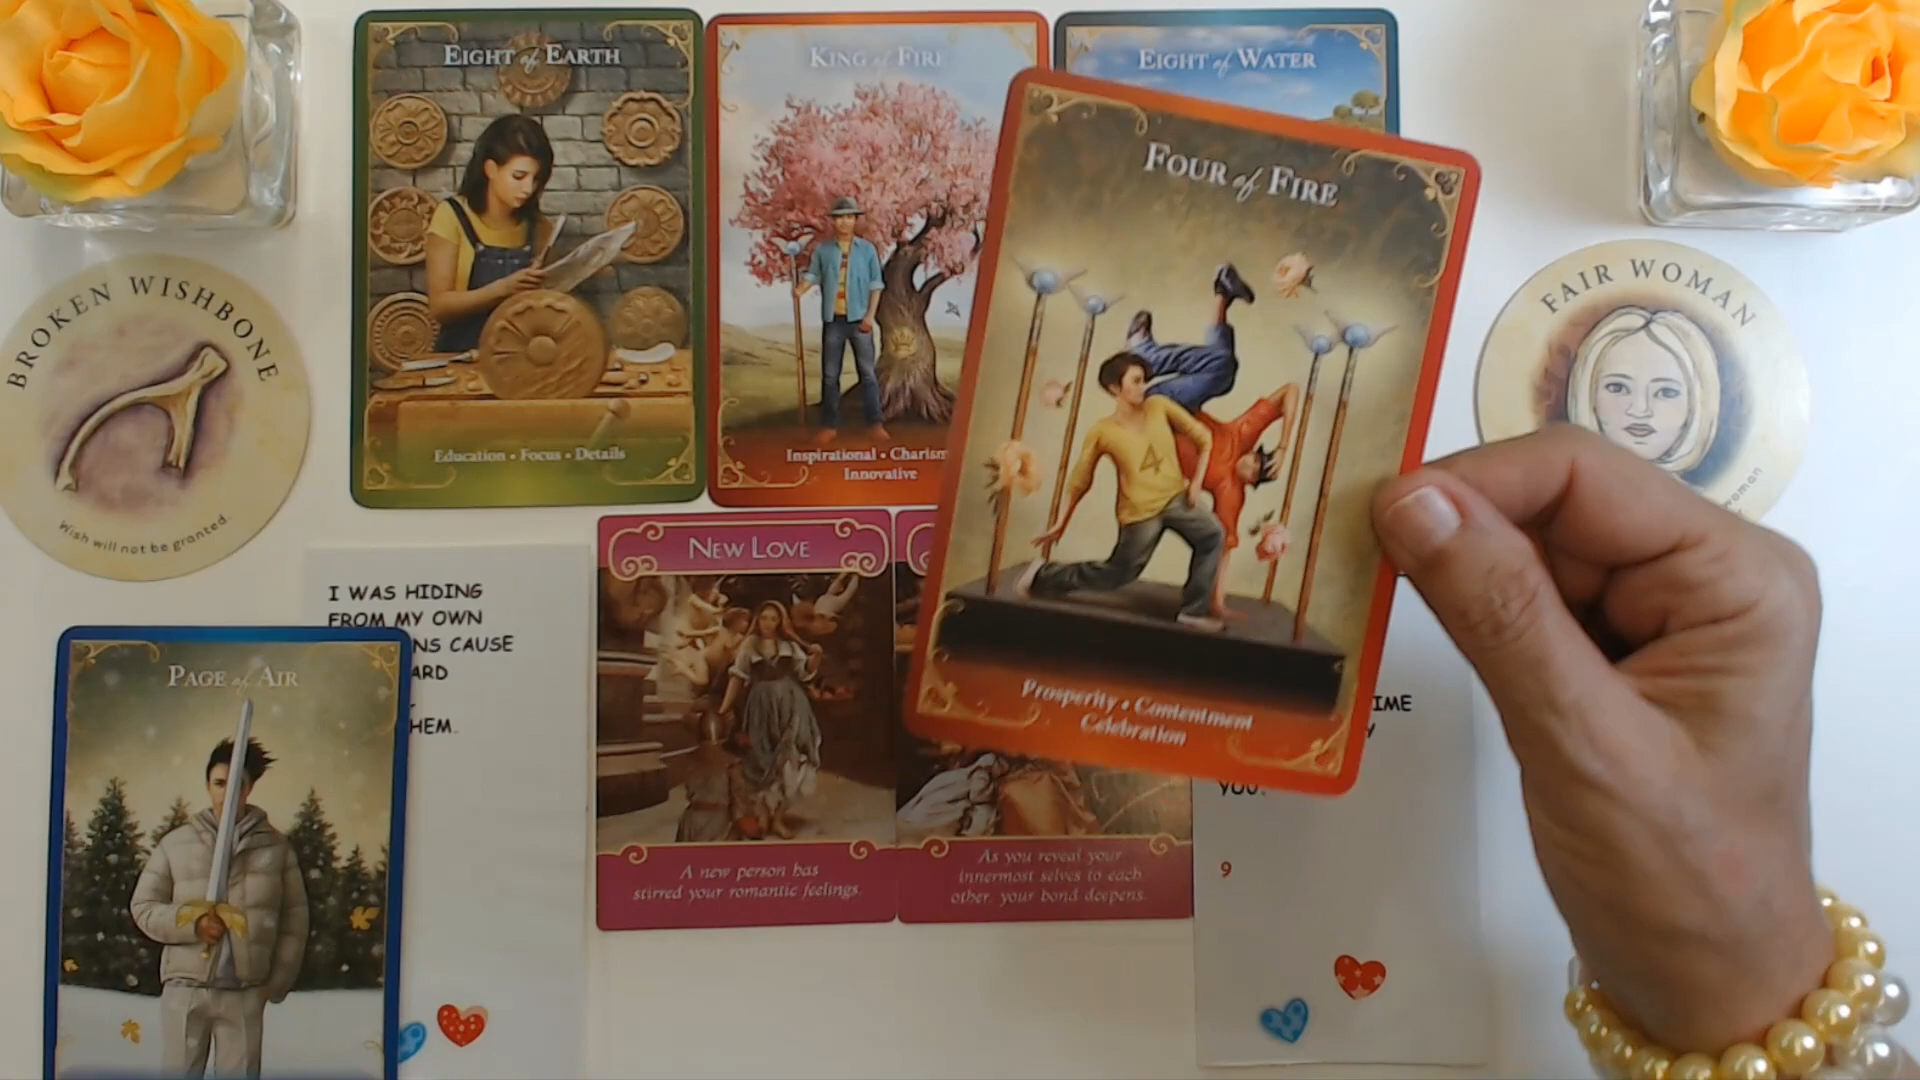 EIGHT of EARTH
KING of FIRE
EIGHT of WATER
FOUR of FIRE
BROKEN WISHBONE
FAIR WOMAN
Education • Focus • Details
Inspirational • Charism
Innovative
Wish will not be granted.
woman
I WAS HIDING
FROM MY OWN
NS CAUSE
ARD
HEM.
NEW LOVE
4
Prosperity • Contentment
Celebration
PAGE of AIR
IME
Y
YOU.
A new person has
stirred your romantic feelings.
As you reveal your
innermost selves to each
other, your bond deepens.
9